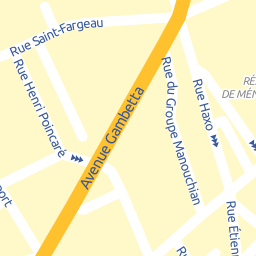 Rue Saint-Fargeau
Rue Henri Poincaré
Avenue Gambetta
Rue du Groupe Manouchian
Rue Haxo
DE MÉN
Rue Étien
port